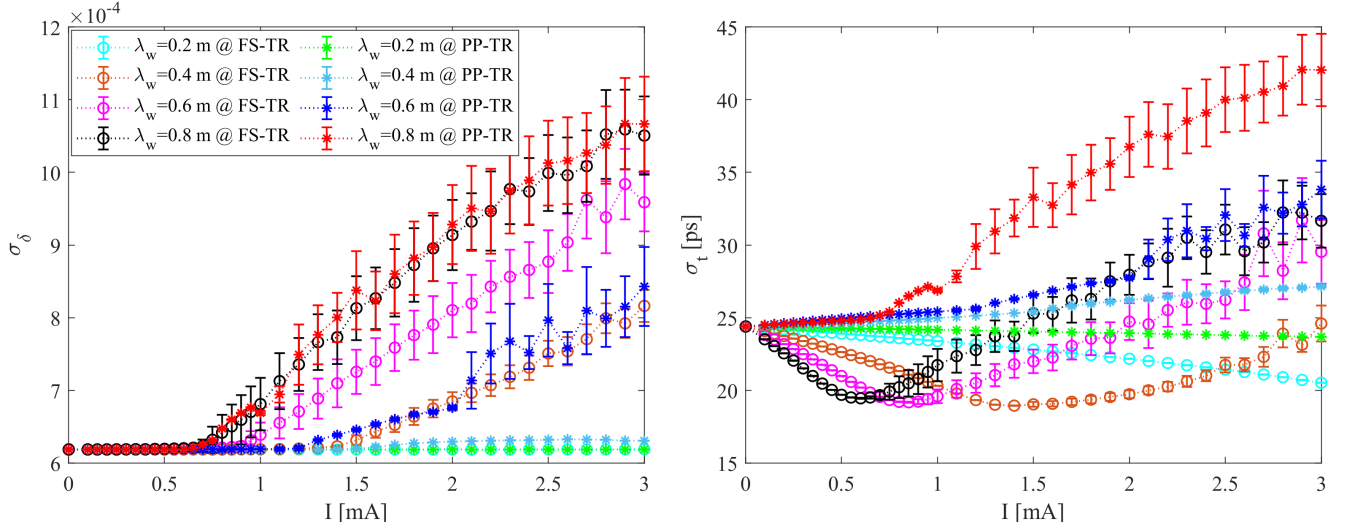 ×10⁻⁴
12
11
10
9
8
7
6
σδ
0 0.5 1 1.5 2 2.5 3
I [mA]
λw=0.2 m @ FS-TR λw=0.2 m @ PP-TR
λw=0.4 m @ FS-TR λw=0.4 m @ PP-TR
λw=0.6 m @ FS-TR λw=0.6 m @ PP-TR
λw=0.8 m @ FS-TR λw=0.8 m @ PP-TR
45
40
35
30
25
20
15
σt [ps]
0 0.5 1 1.5 2 2.5 3
I [mA]